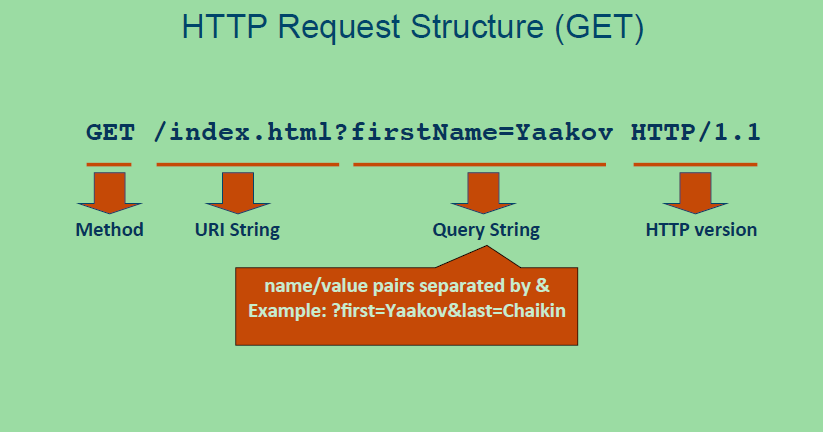 HTTP Request Structure (GET)
GET /index.html?firstName=Yaakov HTTP/1.1
Method URI String Query String HTTP version
name/value pairs separated by &
Example: ?first=Yaakov&last=Chaikin